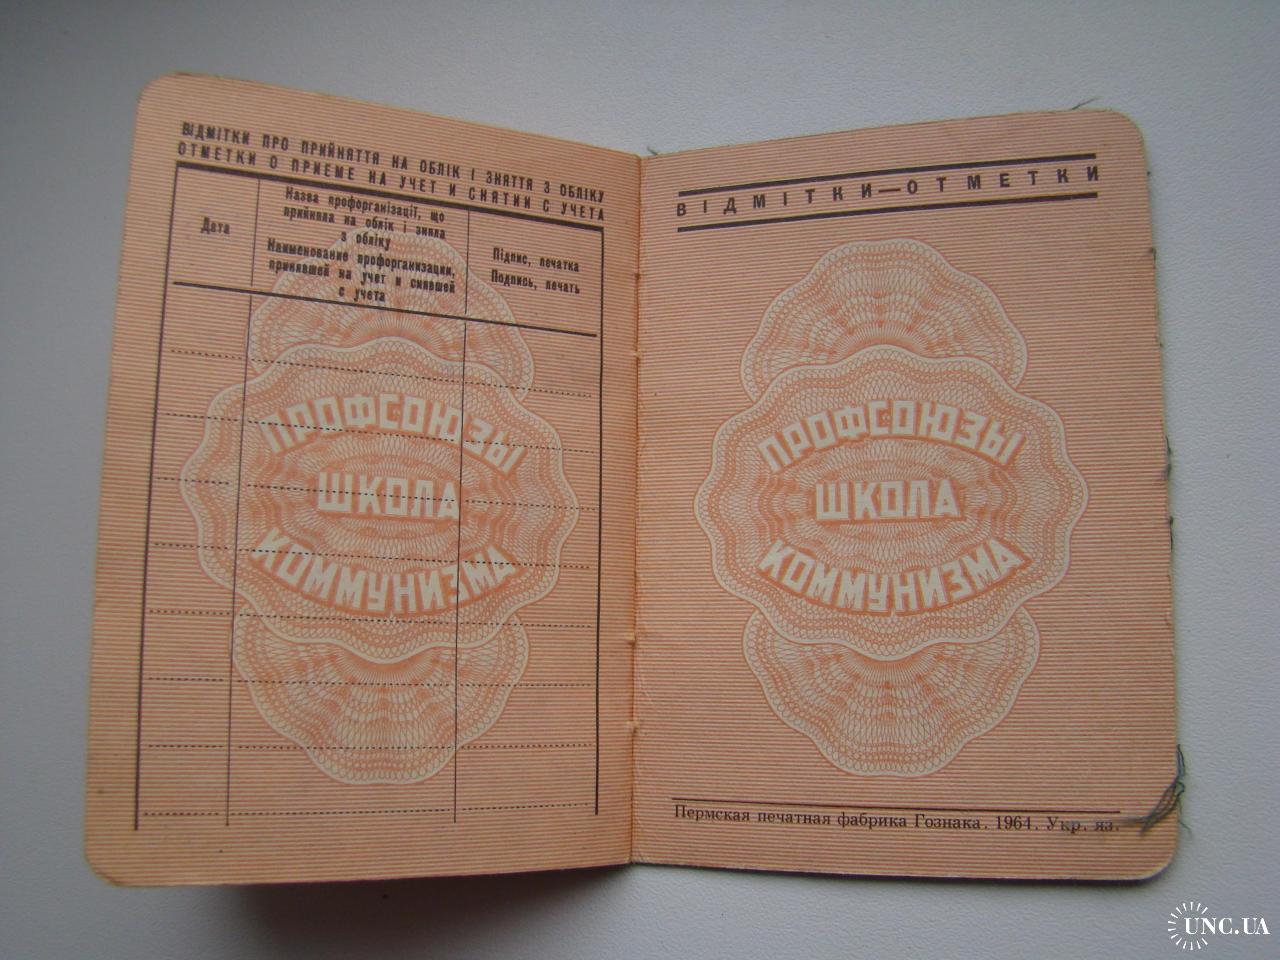 ВІДМІТКИ ПРО ПРИЙНЯТТЯ НА ОБЛІК І ЗНЯТТЯ З ОБЛІКУ
ОТМЕТКИ О ПРИЕМЕ НА УЧЕТ И СНЯТИИ С УЧЕТА
Дата
Назва профорганізації, що
прийняла на облік і зняла
з обліку
Наименование профорганизации,
принявшей на учет и снявшей
с учета
Підпис, печатка
Подпись, печать
ПРОФСОЮЗЫ
ШКОЛА
КОММУНИЗМА
ВІДМІТКИ—ОТМЕТКИ
ПРОФСОЮЗЫ
ШКОЛА
КОММУНИЗМА
Пермская печатная фабрика Гознака. 1964. Укр. яз.
UNC.UA